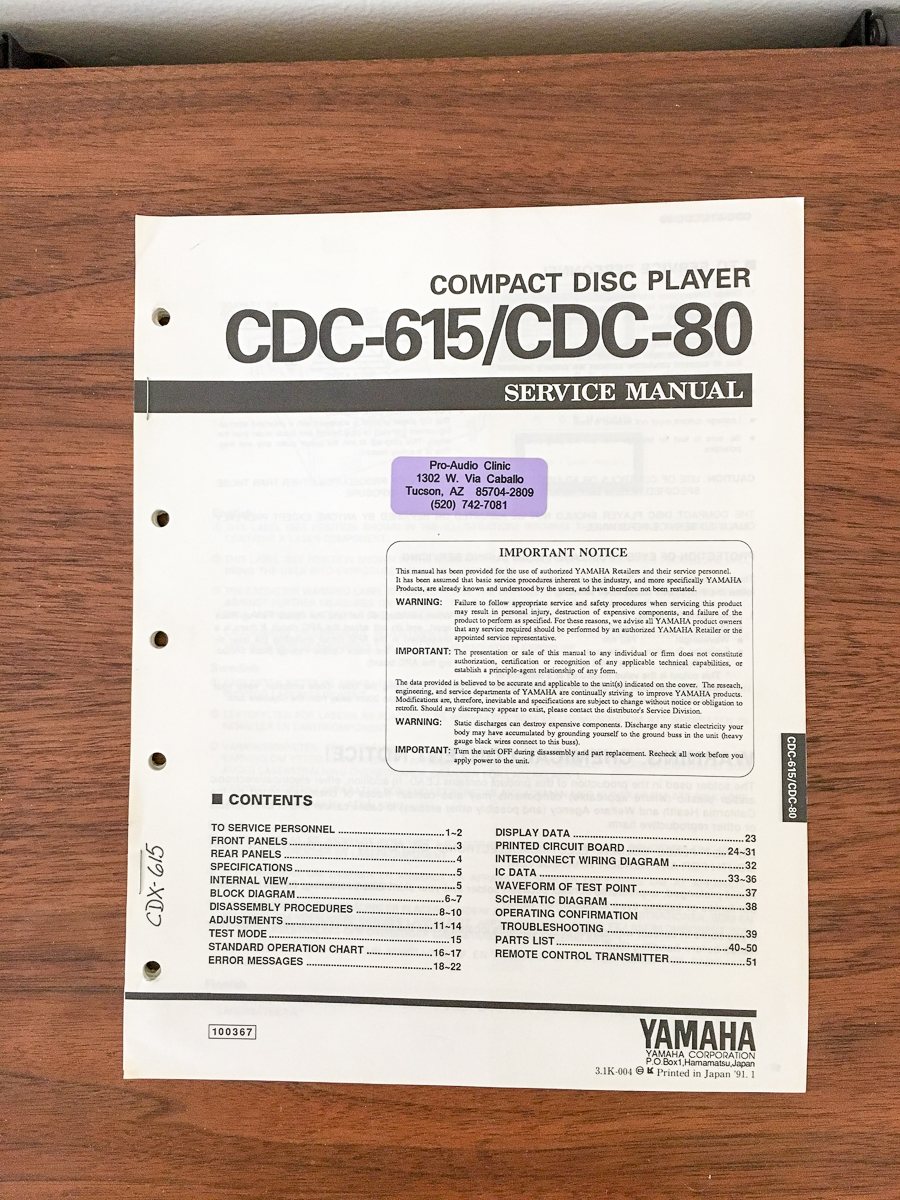 COMPACT DISC PLAYER
CDC-615/CDC-80
SERVICE MANUAL
Pro-Audio Clinic
1302 W. Via Caballo
Tucson, AZ 85704-2809
(520) 742-7081
IMPORTANT NOTICE
This manual has been provided for the use of authorized YAMAHA Retailers and their service personnel.
It has been assumed that basic service procedures inherent to the industry, and more specifically YAMAHA
Products, are already known and understood by the users, and have therefore not been restated.
WARNING: Failure to follow appropriate service and safety procedures when servicing this product
may result in personal injury, destruction of expensive components, and failure of the
product to perform as specified. For these reasons, we advise all YAMAHA product owners
that any service required should be performed by an authorized YAMAHA Retailer or the
appointed service representative.
IMPORTANT: The presentation or sale of this manual to any individual or firm does not constitute
authorization, certification or recognition of any applicable technical capabilities, or
establish a principle-agent relationship of any form.
The data provided is believed to be accurate and applicable to the unit(s) indicated on the cover. The reseach,
engineering, and service departments of YAMAHA are continually striving to improve YAMAHA products.
Modifications are, therefore, inevitable and specifications are subject to change without notice or obligation to
retrofit. Should any discrepancy appear to exist, please contact the distributor's Service Division.
WARNING: Static discharges can destroy expensive components. Discharge any static electricity your
body may have accumulated by grounding yourself to the ground buss in the unit (heavy
gauge black wires connect to this buss).
IMPORTANT: Turn the unit OFF during disassembly and part replacement. Recheck all work before you
apply power to the unit.
CDC-615/CDC-80
■ CONTENTS
TO SERVICE PERSONNEL ........ 1~2
FRONT PANELS ........ 3
REAR PANELS ........ 4
SPECIFICATIONS ........ 5
INTERNAL VIEW ........ 5
BLOCK DIAGRAM ........ 6~7
DISASSEMBLY PROCEDURES ........ 8~10
ADJUSTMENTS ........ 11~14
TEST MODE ........ 15
STANDARD OPERATION CHART ........ 16~17
ERROR MESSAGES ........ 18~22
DISPLAY DATA ........ 23
PRINTED CIRCUIT BOARD ........ 24~31
INTERCONNECT WIRING DIAGRAM ........ 32
IC DATA ........ 33~36
WAVEFORM OF TEST POINT ........ 37
SCHEMATIC DIAGRAM ........ 38
OPERATING CONFIRMATION
TROUBLESHOOTING ........ 39
PARTS LIST ........ 40~50
REMOTE CONTROL TRANSMITTER ........ 51
CDX-615
100367
YAMAHA
YAMAHA CORPORATION
P.O.Box1,Hamamatsu,Japan
3.1K-004 Printed in Japan '91. 1